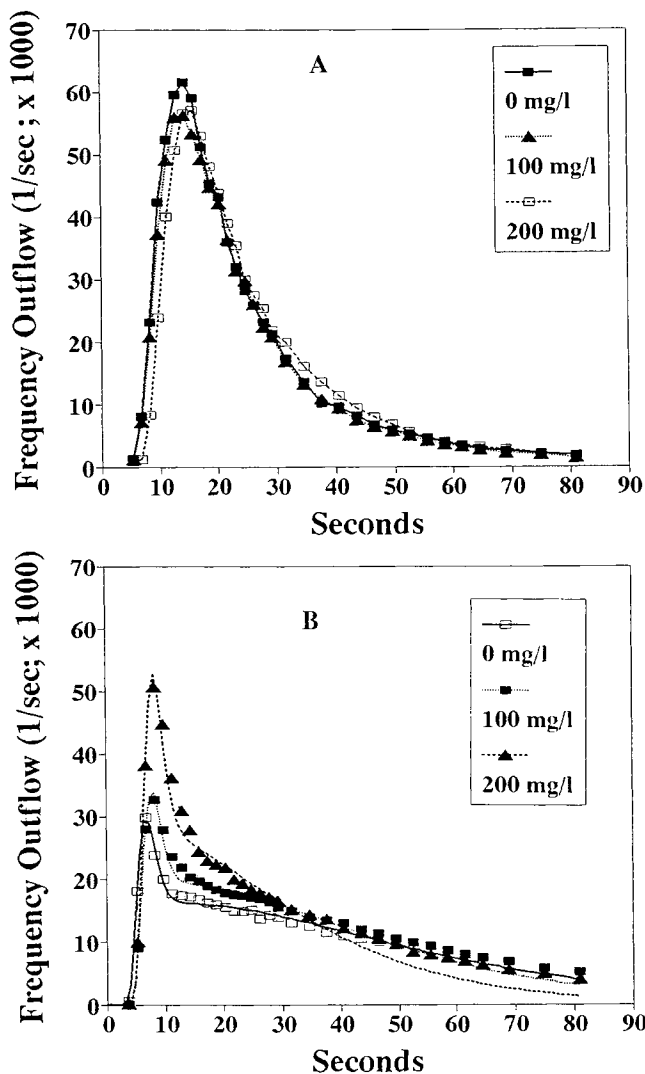 Frequency Outflow (1/sec ; x 1000)
70
60
50
40
30
20
10
0
A
0 mg/l
100 mg/l
200 mg/l
0 10 20 30 40 50 60 70 80 90
Seconds
Frequency Outflow (1/sec; x 1000)
70
60
50
40
30
20
10
0
B
0 mg/l
100 mg/l
200 mg/l
0 10 20 30 40 50 60 70 80 90
Seconds